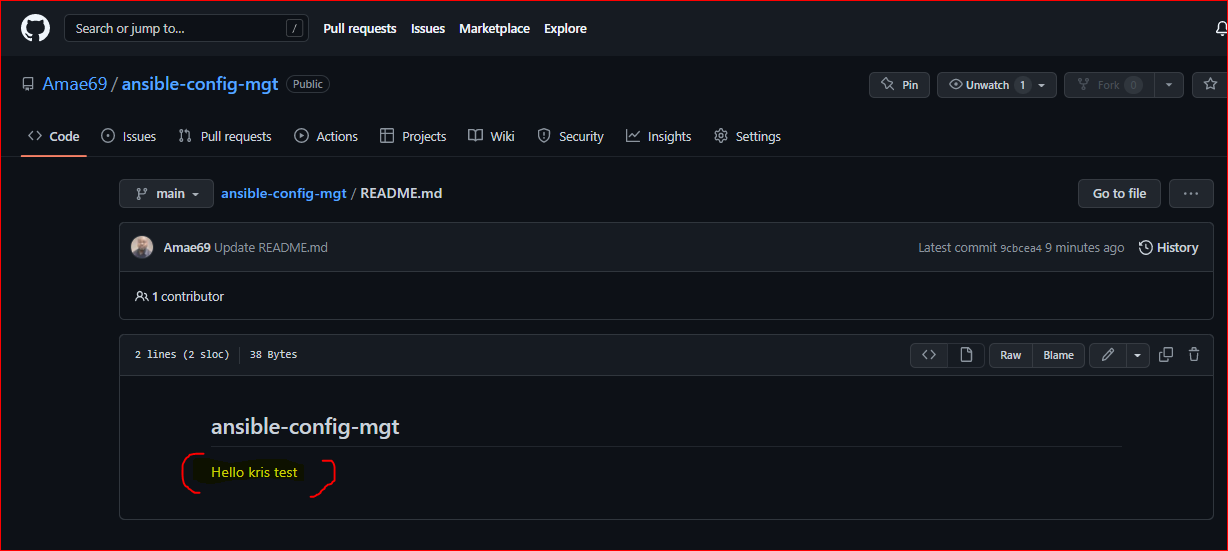 Search or jump to... /
Pull requests Issues Marketplace Explore
Amae69 / ansible-config-mgt Public
Pin Unwatch 1 Fork 0
Code Issues Pull requests Actions Projects Wiki Security Insights Settings
main ansible-config-mgt / README.md Go to file ...
Amae69 Update README.md Latest commit 9cbcea4 9 minutes ago History
1 contributor
2 lines (2 sloc) 38 Bytes Raw Blame
ansible-config-mgt
Hello kris test